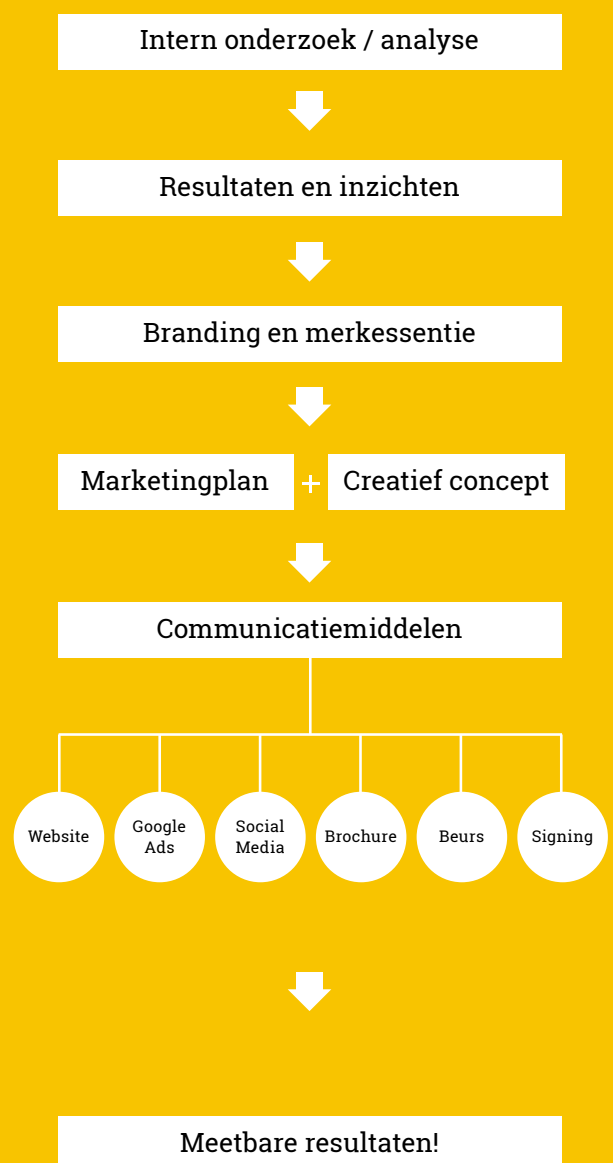 Intern onderzoek / analyse
Resultaten en inzichten
Branding en merkessentie
Marketingplan + Creatief concept
Communicatiemiddelen
Website
Google
Ads
Social
Media
Brochure
Beurs
Signing
Meetbare resultaten!